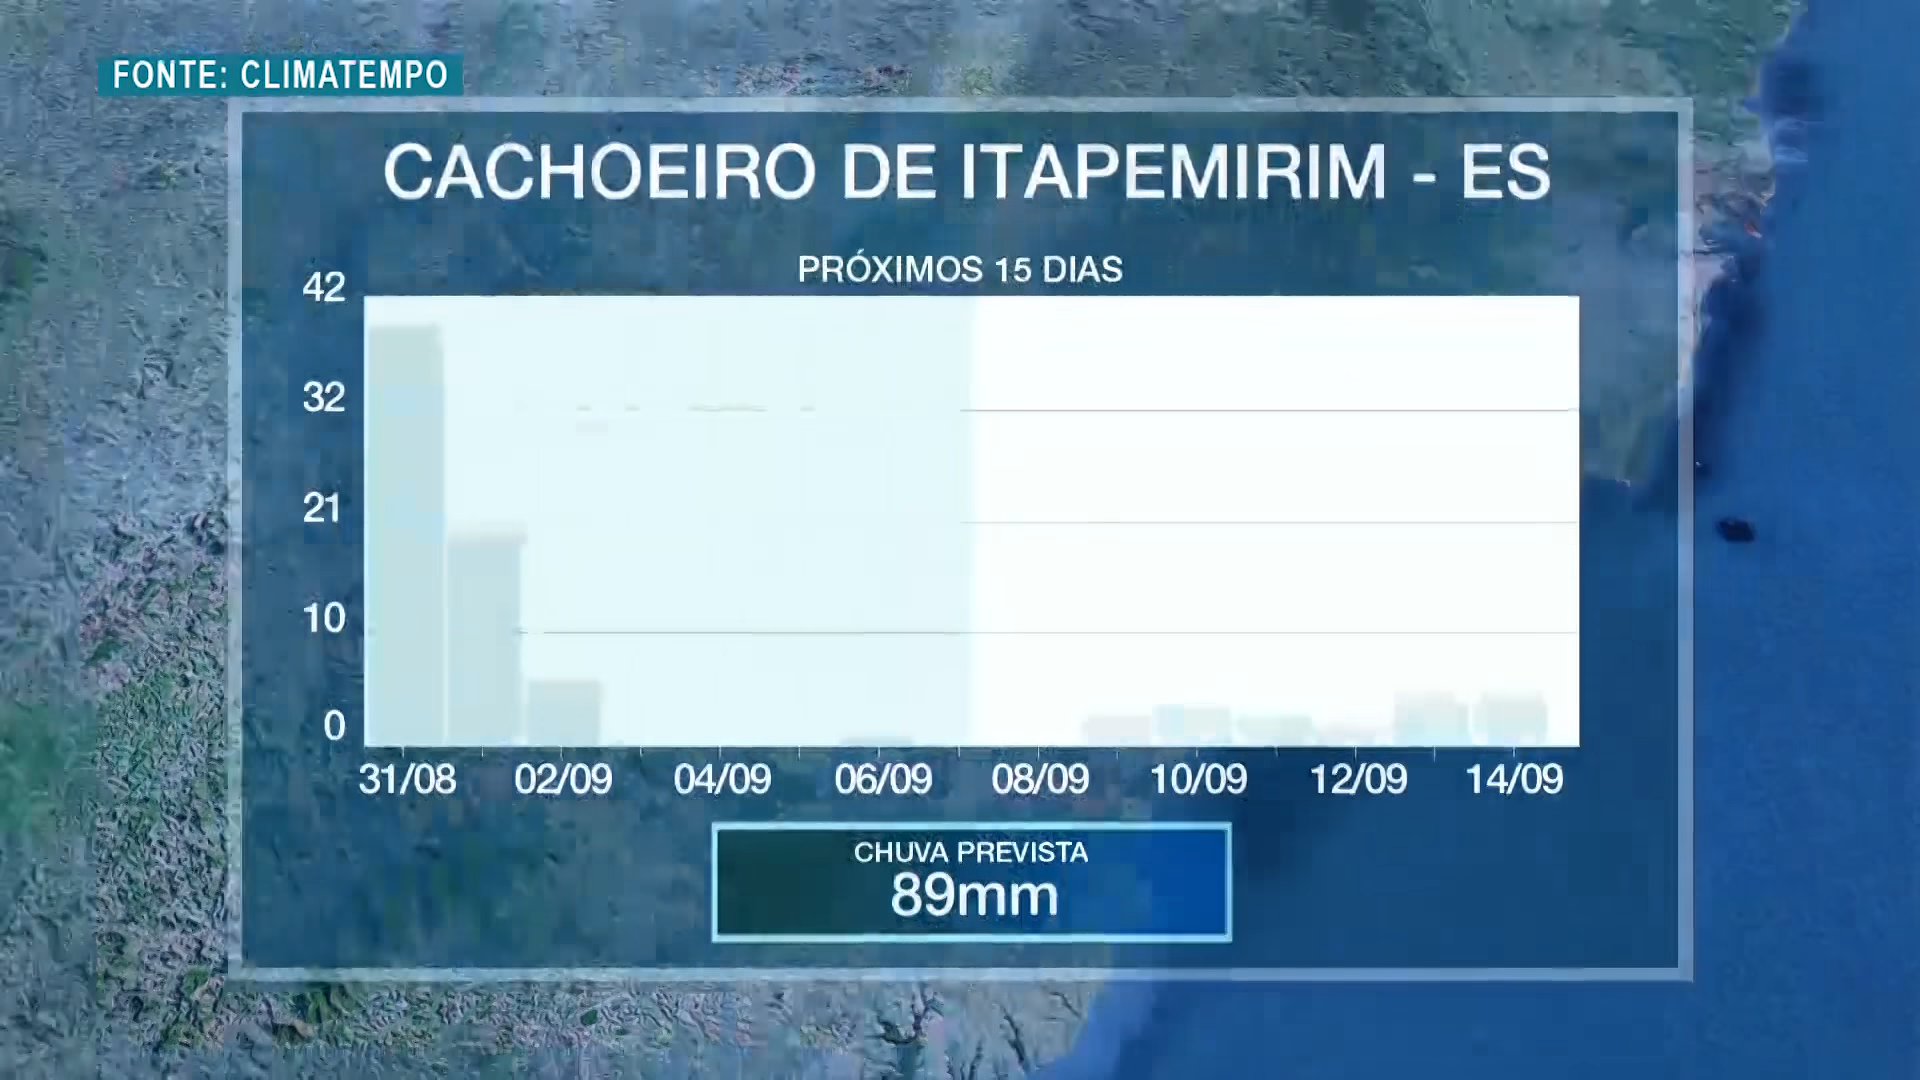 FONTE: CLIMATEMPO
CACHOEIRO DE ITAPEMIRIM - ES
PRÓXIMOS 15 DIAS
42
32
21
10
0
31/08 02/09 04/09 06/09 08/09 10/09 12/09 14/09
CHUVA PREVISTA
89mm